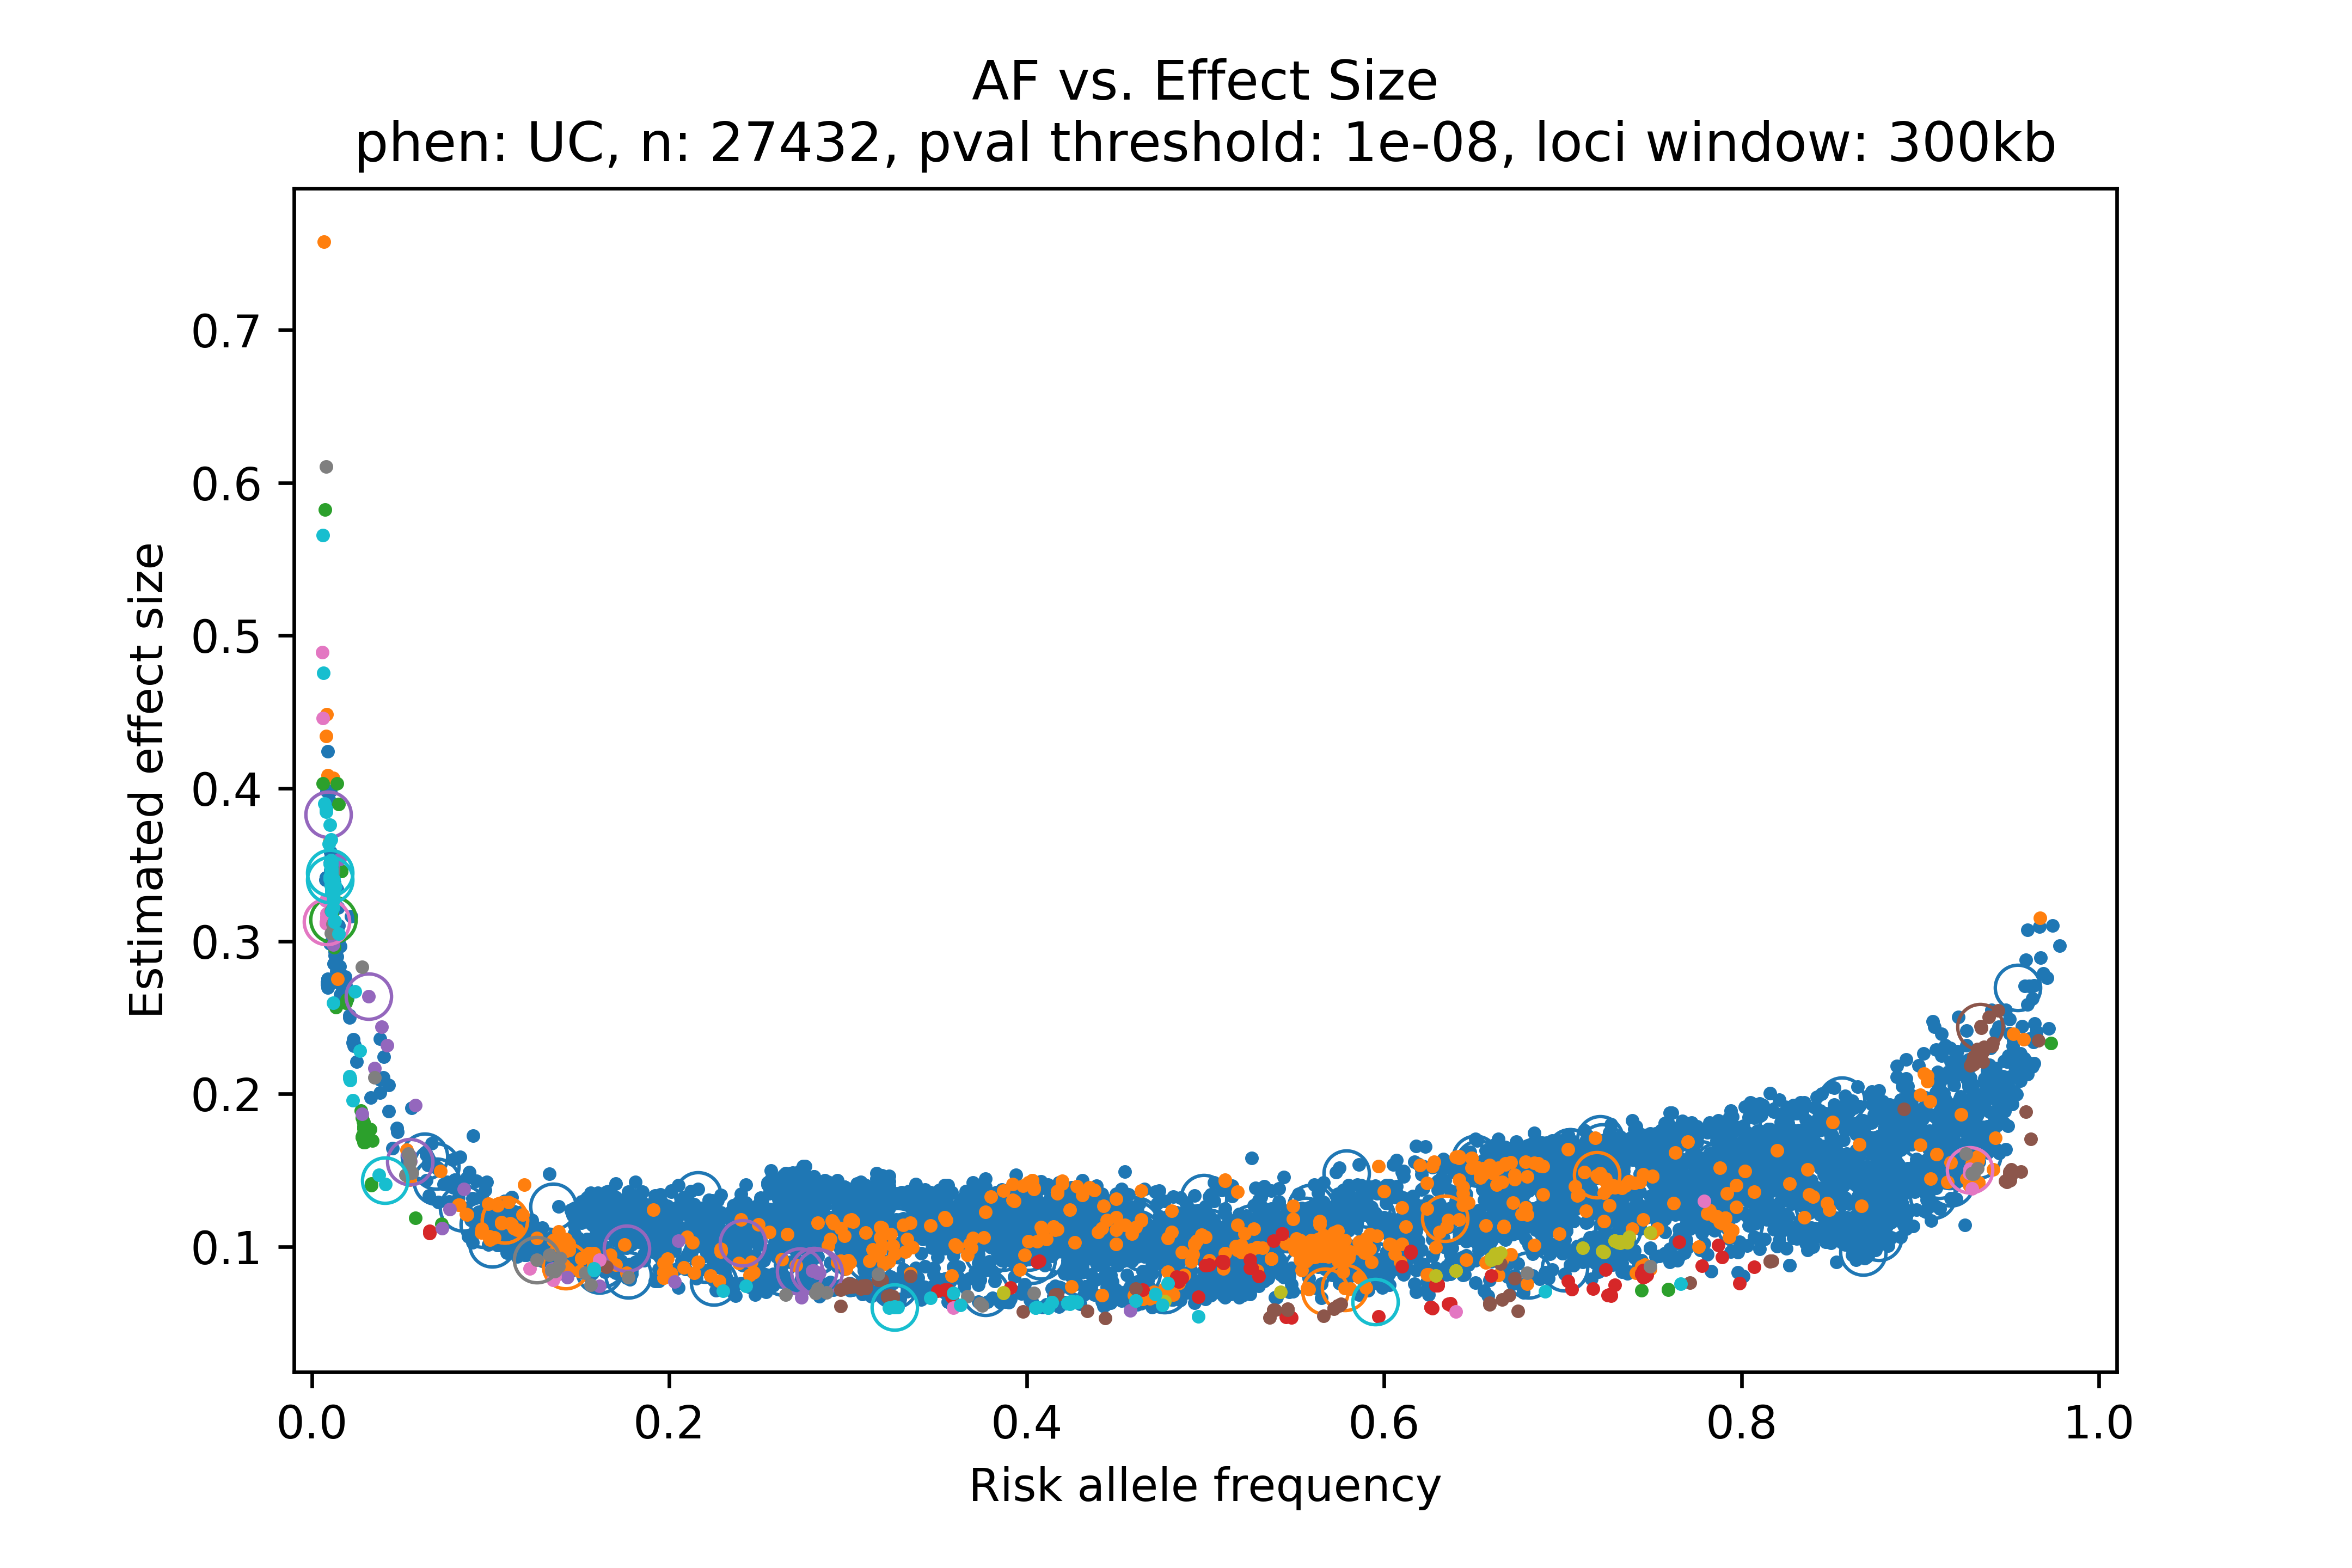 AF vs. Effect Size
phen: UC, n: 27432, pval threshold: 1e-08, loci window: 300kb
Estimated effect size
0.7
0.6
0.5
0.4
0.3
0.2
0.1
0.0 0.2 0.4 0.6 0.8 1.0
Risk allele frequency